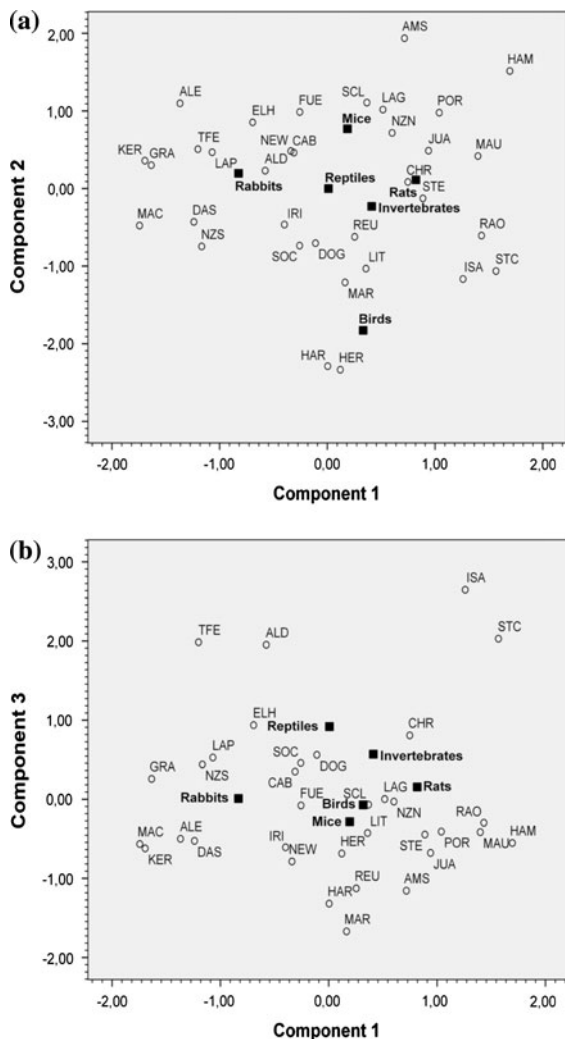 (a)
2,00
1,00
0,00
-1,00
-2,00
-3,00
Component 2
AMS
HAM
ALE
ELH
FUE
SCL
LAG
POR
NZN
Mice
KER
GRA
TFE
LAP
NEW
CAB
ALD
JUA
MAU
CHR
STE
Rabbits
Reptiles
Rats
Invertebrates
MAC
DAS
NZS
IRI
REU
RAO
SOC
DOG
LIT
ISA
STC
MAR
Birds
HAR
HER
-2,00 -1,00 0,00 1,00 2,00
Component 1
(b)
3,00
2,00
1,00
0,00
-1,00
-2,00
Component 3
ISA
STC
TFE
ALD
ELH
Reptiles
CHR
Invertebrates
LAP
SOC
DOG
GRA
NZS
CAB
Rats
Rabbits
FUE
SCL
LAG
Birds
NZN
Mice
LIT
RAO
MAC
ALE
IRI
HER
STE
HAM
KER
DAS
NEW
POR
MAU
JUA
REU
AMS
HAR
MAR
-2,00 -1,00 0,00 1,00 2,00
Component 1